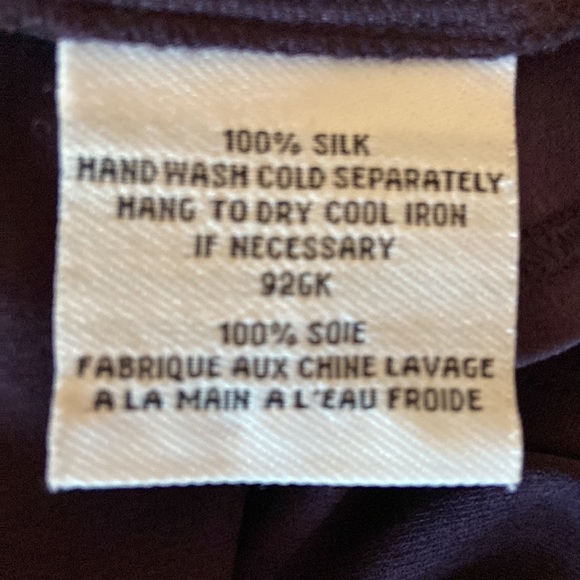 100% SILK
HAND WASH COLD SEPARATELY
HANG TO DRY COOL IRON
IF NECESSARY
926K
100% SOIE
FABRIQUE AUX CHINE LAVAGE
A LA MAIN A L'EAU FROIDE